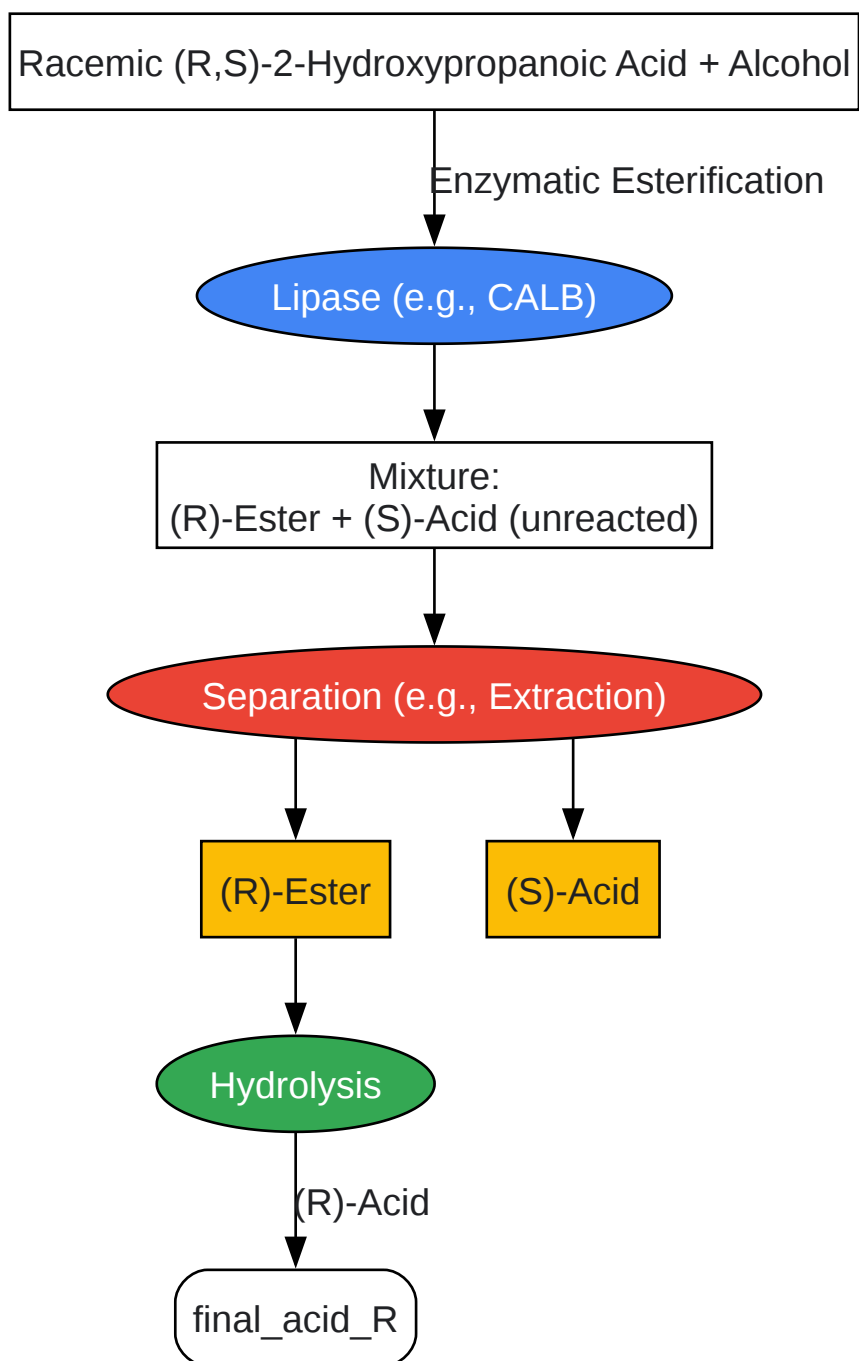 Racemic (R,S)-2-Hydroxypropanoic Acid + Alcohol
Enzymatic Esterification
Lipase (e.g., CALB)
Mixture:
(R)-Ester + (S)-Acid (unreacted)
Separation (e.g., Extraction)
(R)-Ester
(S)-Acid
Hydrolysis
(R)-Acid
final_acid_R